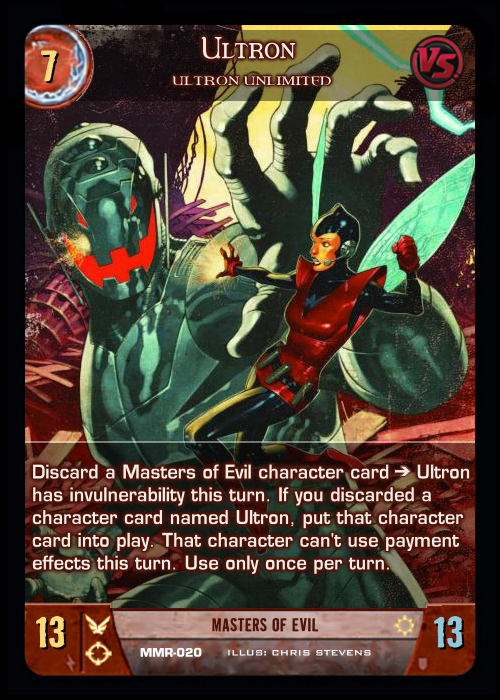 7
ULTRON
VS
ULTRON UNLIMITED
Discard a Masters of Evil character card ➔ Ultron
has invulnerability this turn. If you discarded a
character card named Ultron, put that character
card into play. That character can't use payment
effects this turn. Use only once per turn.
13
MASTERS OF EVIL
13
MMR-020 ILLUS: CHRIS STEVENS